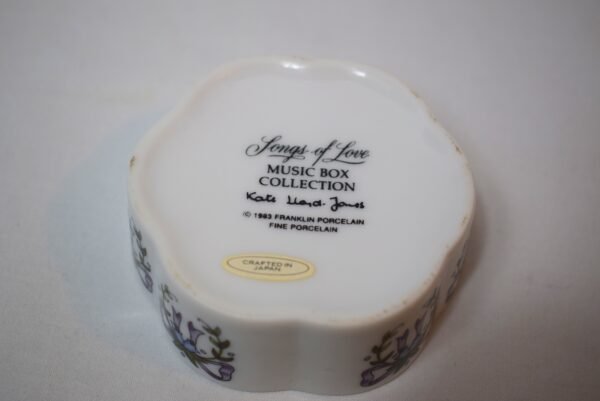 Songs of Love
MUSIC BOX
COLLECTION
Kate Lloyd-Jones
© 1983 FRANKLIN PORCELAIN
FINE PORCELAIN
CRAFTED IN
JAPAN